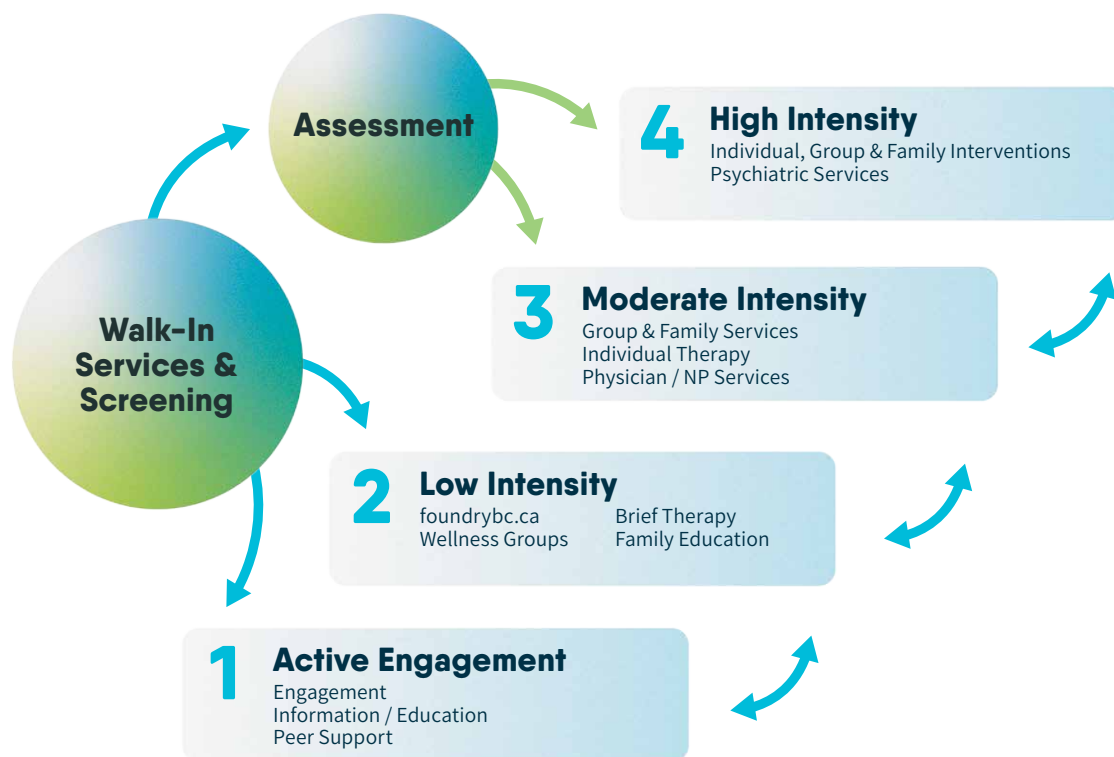 Assessment
4
High Intensity
Individual, Group & Family Interventions
Psychiatric Services
Walk-In
Services &
Screening
3
Moderate Intensity
Group & Family Services
Individual Therapy
Physician / NP Services
2
Low Intensity
foundrybc.ca Brief Therapy
Wellness Groups Family Education
1
Active Engagement
Engagement
Information / Education
Peer Support